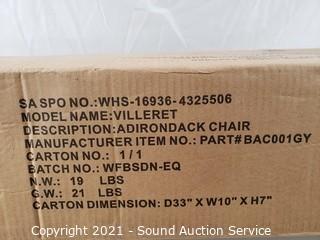 SA SPO NO.:WHS-16936-4325506
MODEL NAME:VILLERET
DESCRIPTION:ADIRONDACK CHAIR
MANUFACTURER ITEM NO.: PART#BAC001GY
CARTON NO.: 1/1
BATCH NO.: WFBSDN-EQ
N.W.: 19 LBS
G.W.: 21 LBS
CARTON DIMENSION: D33" X W10" X H7"
Copyright 2021 - Sound Auction Service